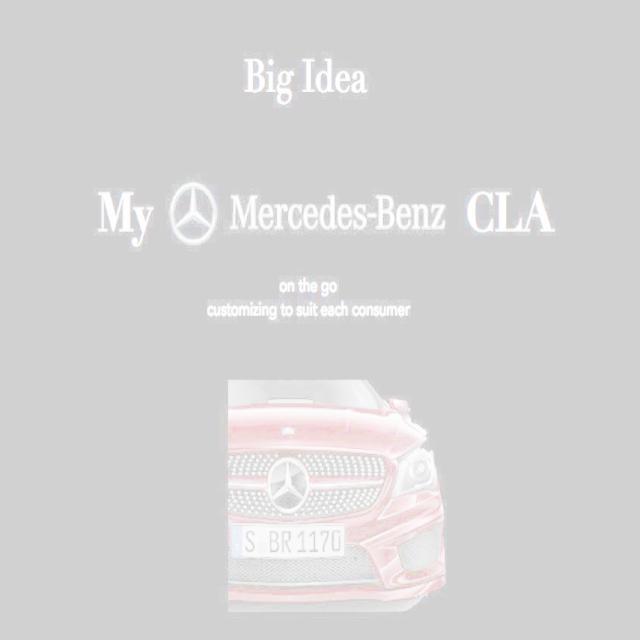 Big Idea
My Mercedes-Benz CLA
on the go
customizing to suit each consumer
S BR 1170